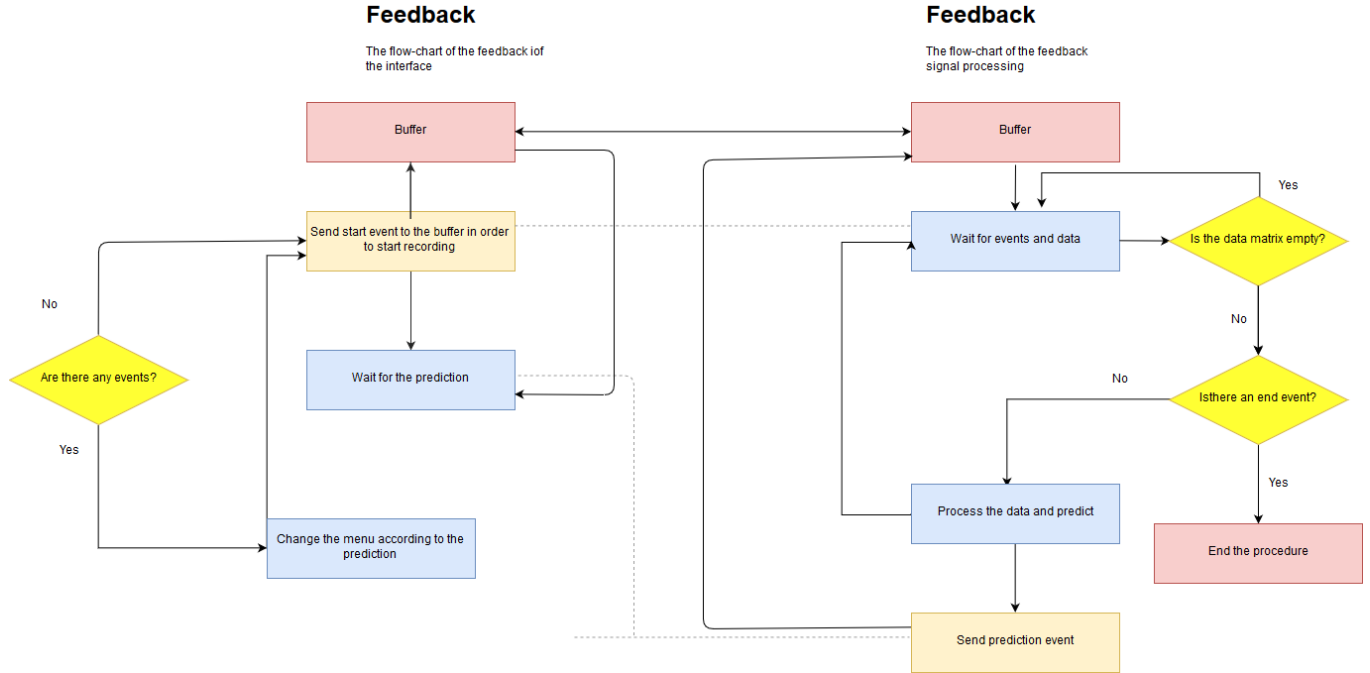 Feedback
The flow-chart of the feedback iof
the interface
Buffer
Send start event to the buffer in order
to start recording
No
Are there any events?
Wait for the prediction
Yes
Change the menu according to the
prediction
Feedback
The flow-chart of the feedback
signal processing
Buffer
Yes
Wait for events and data
Is the data matrix empty?
No
No
Isthere an end event?
Yes
Process the data and predict
End the procedure
Send prediction event